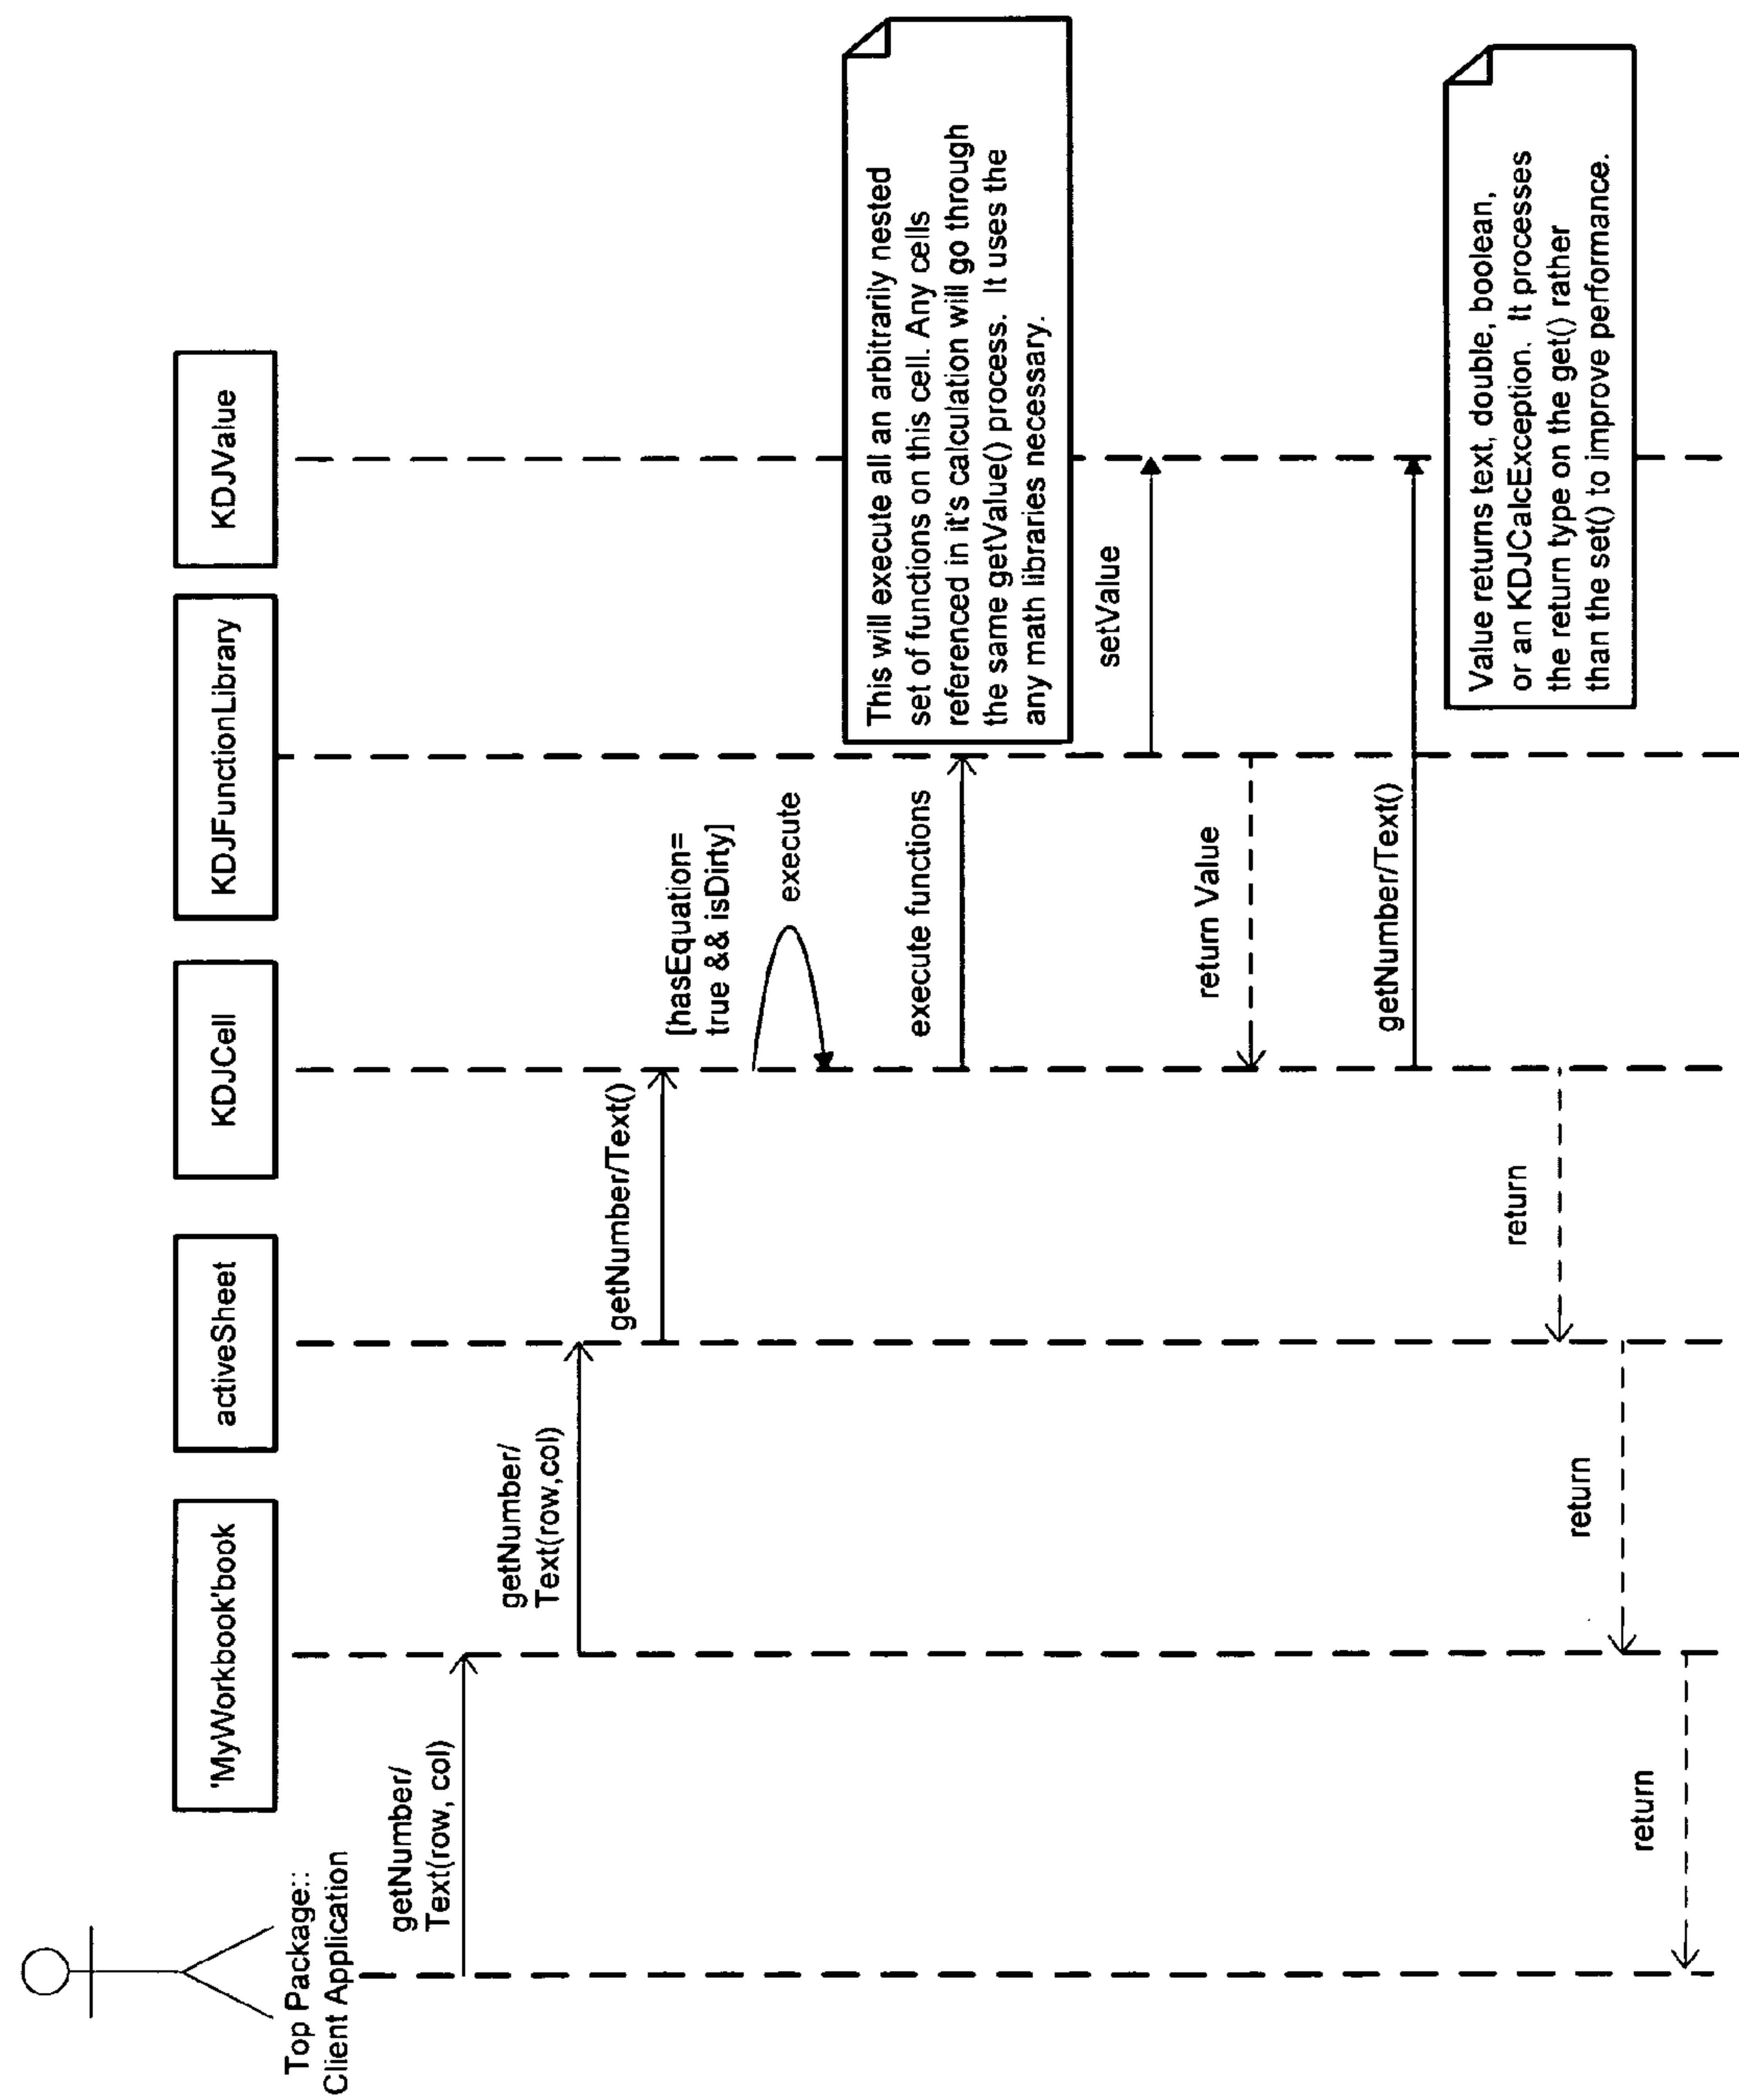 Top Package::
Client Application
'MyWorkbook'book
activeSheet
KDJCell
KDJFunctionLibrary
KDJValue
getNumber/
Text(row, col)
getNumber/
Text(row,col)
getNumber/Text()
[hasEquation=
true && isDirty]
execute
execute functions
This will execute all an arbitrarily nested
set of functions on this cell. Any cells
referenced in it's calculation will go through
the same getValue() process. It uses the
any math libraries necessary.
setValue
return Value
getNumber/Text()
Value returns text, double, boolean,
or an KDJCalcException. It processes
the return type on the get() rather
than the set() to improve performance.
return
return
return